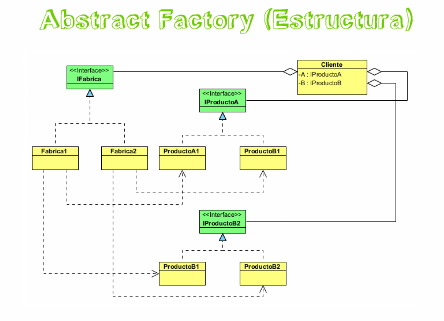 Abstract Factory (Estructura)
<<Interface>>
IFabrica
Cliente
-A : IProductoA
-B : IProductoB
<<Interface>>
IProductoA
Fabrica1
Fabrica2
ProductoA1
ProductoB1
<<Interface>>
IProductoB2
ProductoB1
ProductoB2